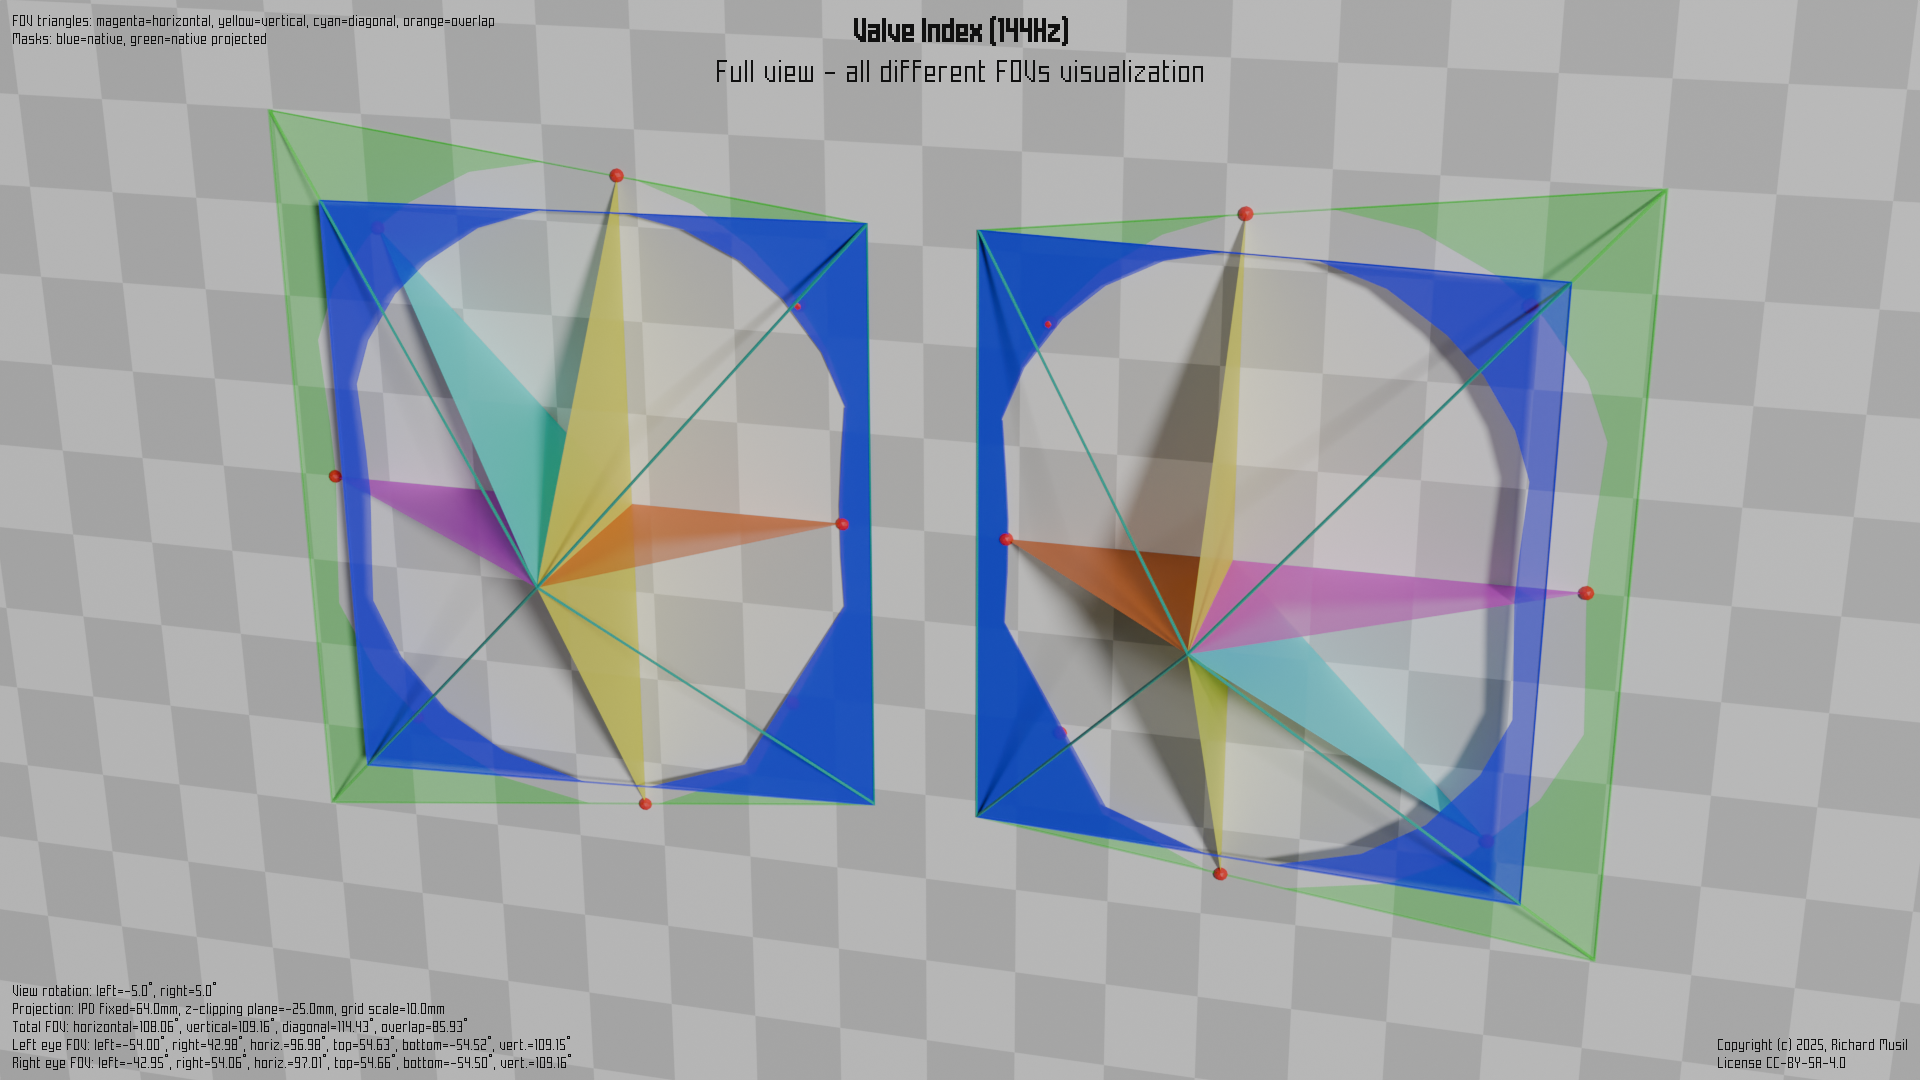 FOV triangles: magenta=horizontal, yellow=vertical, cyan=diagonal, orange=overlap
Masks: blue=native, green=native projected
Valve Index (144Hz)
Full view - all different FOVs visualization
View rotation: left=-5.0°, right=5.0°
Projection: IPD fixed=64.0mm, z-clipping plane=-25.0mm, grid scale=10.0mm
Total FOV: horizontal=108.06°, vertical=109.16°, diagonal=114.43°, overlap=85.93°
Left eye FOV: left=-54.00°, right=42.98°, horiz.=96.98°, top=54.63°, bottom=-54.52°, vert.=109.15°
Right eye FOV: left=-42.95°, right=54.06°, horiz.=97.01°, top=54.66°, bottom=-54.50°, vert.=109.16°
Copyright (c) 2025, Richard Musil
License CC-BY-SA-4.0